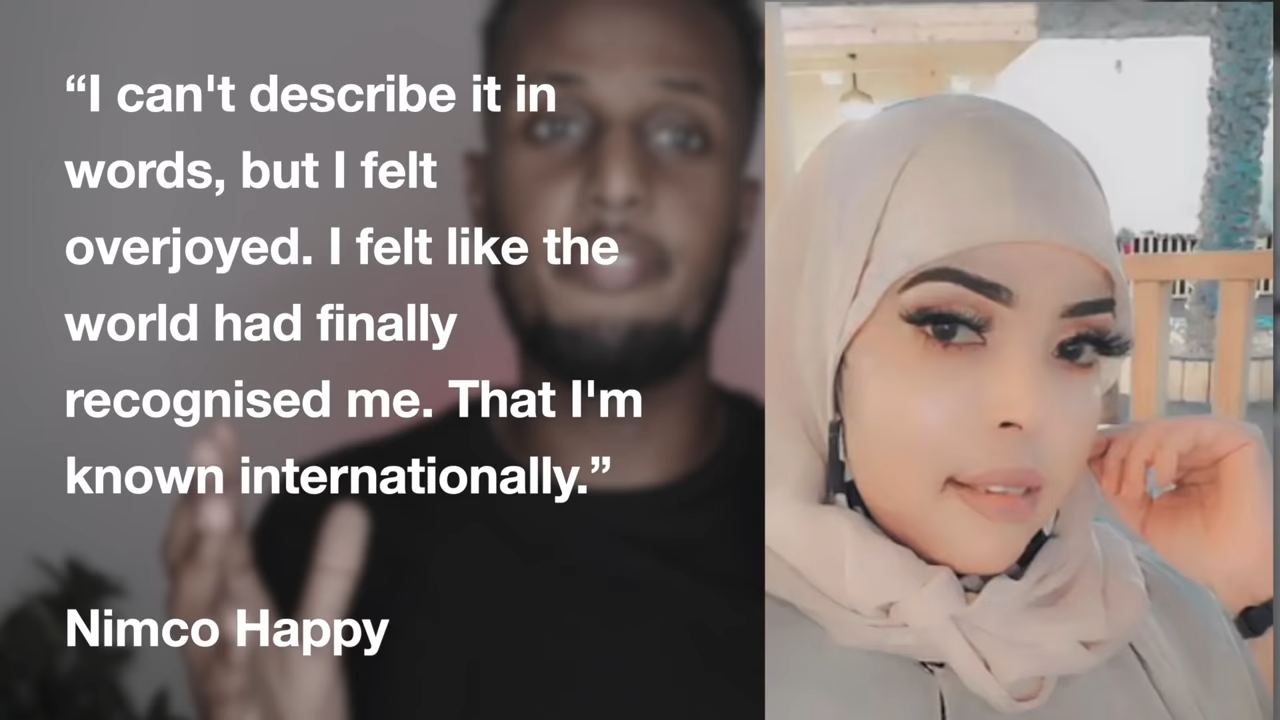 “I can't describe it in
words, but I felt
overjoyed. I felt like the
world had finally
recognised me. That I'm
known internationally.”
Nimco Happy